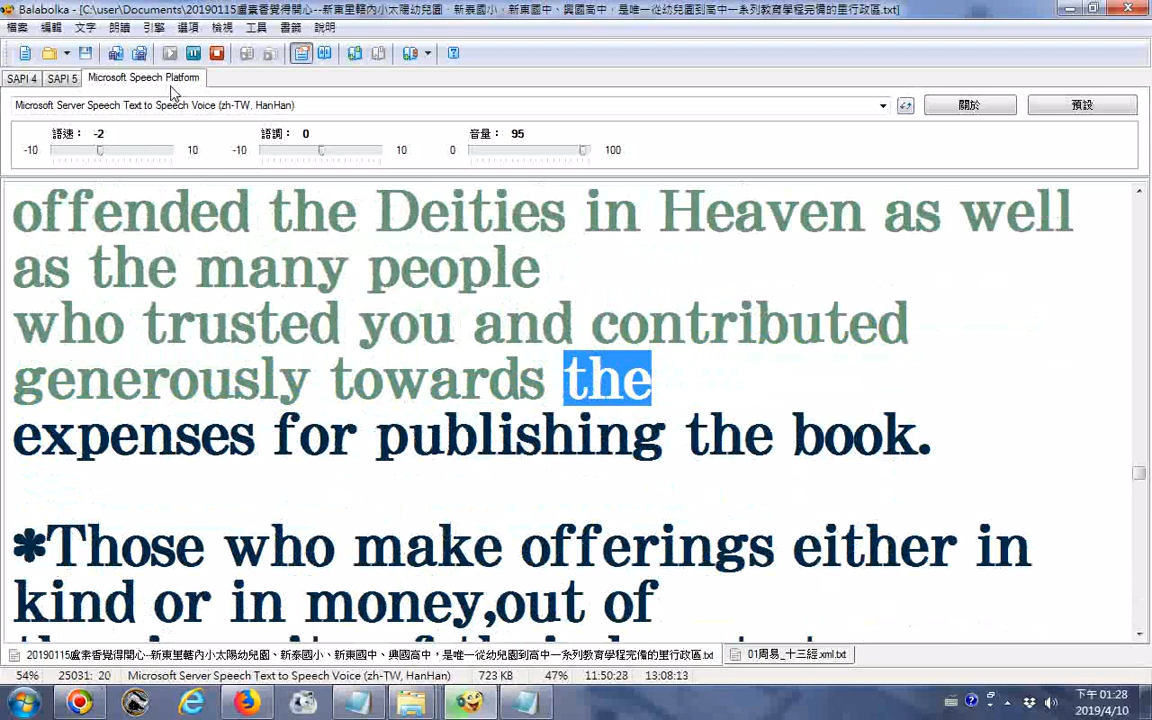 Balabolka - [C:\user\Documents\20190115盧素香覺得開心--新東里轄內小太陽幼兒園、新泰國小、新東國中、興國高中，是唯一從幼兒園到高中一系列教育學程完備的里行政區.txt]
檔案 編輯 文字 朗讀 引擎 選項 檢視 工具 書籤 說明
SAPI 4 SAPI 5 Microsoft Speech Platform
Microsoft Server Speech Text to Speech Voice (zh-TW, HanHan) 關於 預設
語速： -2 語調： 0 音量： 95
-10 10 -10 10 0 100
offended the Deities in Heaven as well
as the many people
who trusted you and contributed
generously towards the
expenses for publishing the book.
*Those who make offerings either in
kind or in money,out of
20190115盧素香覺得開心--新東里轄內小太陽幼兒園、新泰國小、新東國中、興國高中，是唯一從幼兒園到高中一系列教育學程完備的里行政區.txt 01周易_十三經.xml.txt
54% 25031: 20 Microsoft Server Speech Text to Speech Voice (zh-TW, HanHan) 723 KB 47% 11:50:28 13:08:13
下午 01:28
2019/4/10